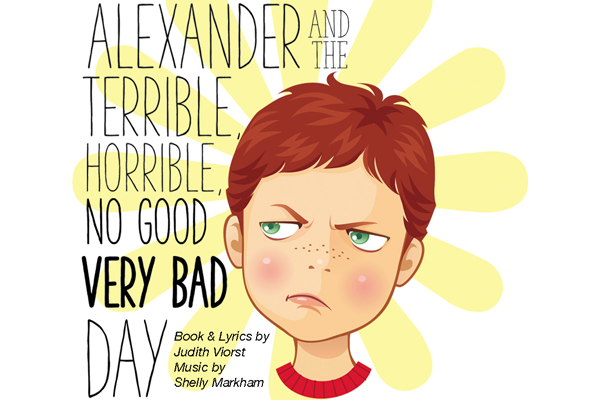 ALEXANDER AND
THE
TERRIBLE,
HORRIBLE,
NO GOOD
VERY BAD
DAY
Book & Lyrics by
Judith Viorst
Music by
Shelly Markham